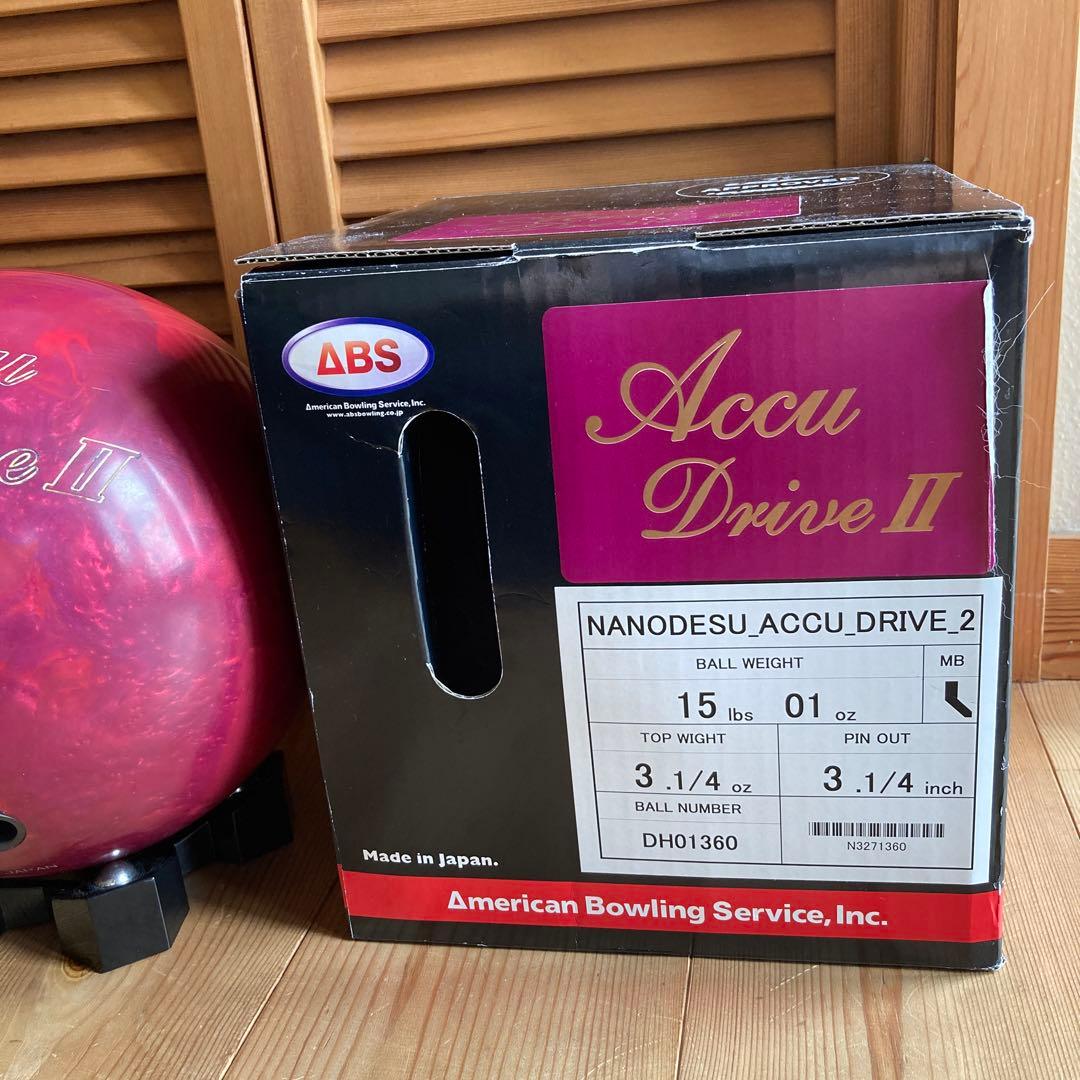 APPROVED
ABS
American Bowling Service, Inc.
www.absbowling.co.jp
Accu
Drive II
NANODESU_ACCU_DRIVE_2
BALL WEIGHT
MB
15 lbs 01 oz
TOP WIGHT
PIN OUT
3 .1/4 oz
3 .1/4 inch
BALL NUMBER
DH01360
N3271360
Made in Japan.
American Bowling Service, Inc.
u
e II
JAPAN